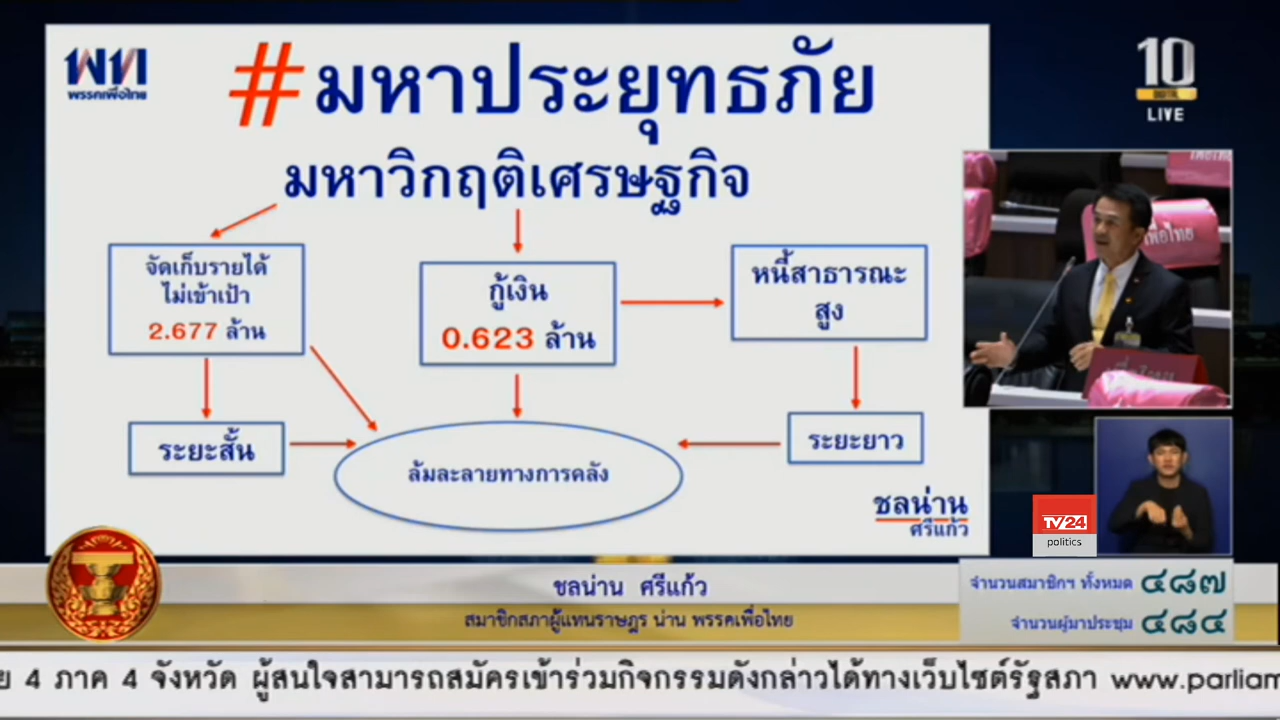 พท
พรรคเพื่อไทย
#มหาประยุทธภัย
มหาวิกฤติเศรษฐกิจ
จัดเก็บรายได้
ไม่เข้าเป้า
2.677 ล้าน
กู้เงิน
0.623 ล้าน
หนี้สาธารณะ
สูง
ระยะสั้น
ล้มละลายทางการคลัง
ระยะยาว
ชลน่าน
ศรีแก้ว
10
DIGITAL
LIVE
เพื่อไทย
TV24
politics
ชลน่าน ศรีแก้ว
สมาชิกสภาผู้แทนราษฎร น่าน พรรคเพื่อไทย
จำนวนสมาชิกฯ ทั้งหมด ๔๘๗
จำนวนผู้มาประชุม ๔๘๔
ย 4 ภาค 4 จังหวัด ผู้สนใจสามารถสมัครเข้าร่วมกิจกรรมดังกล่าวได้ทางเว็บไซต์รัฐสภา www.parliam